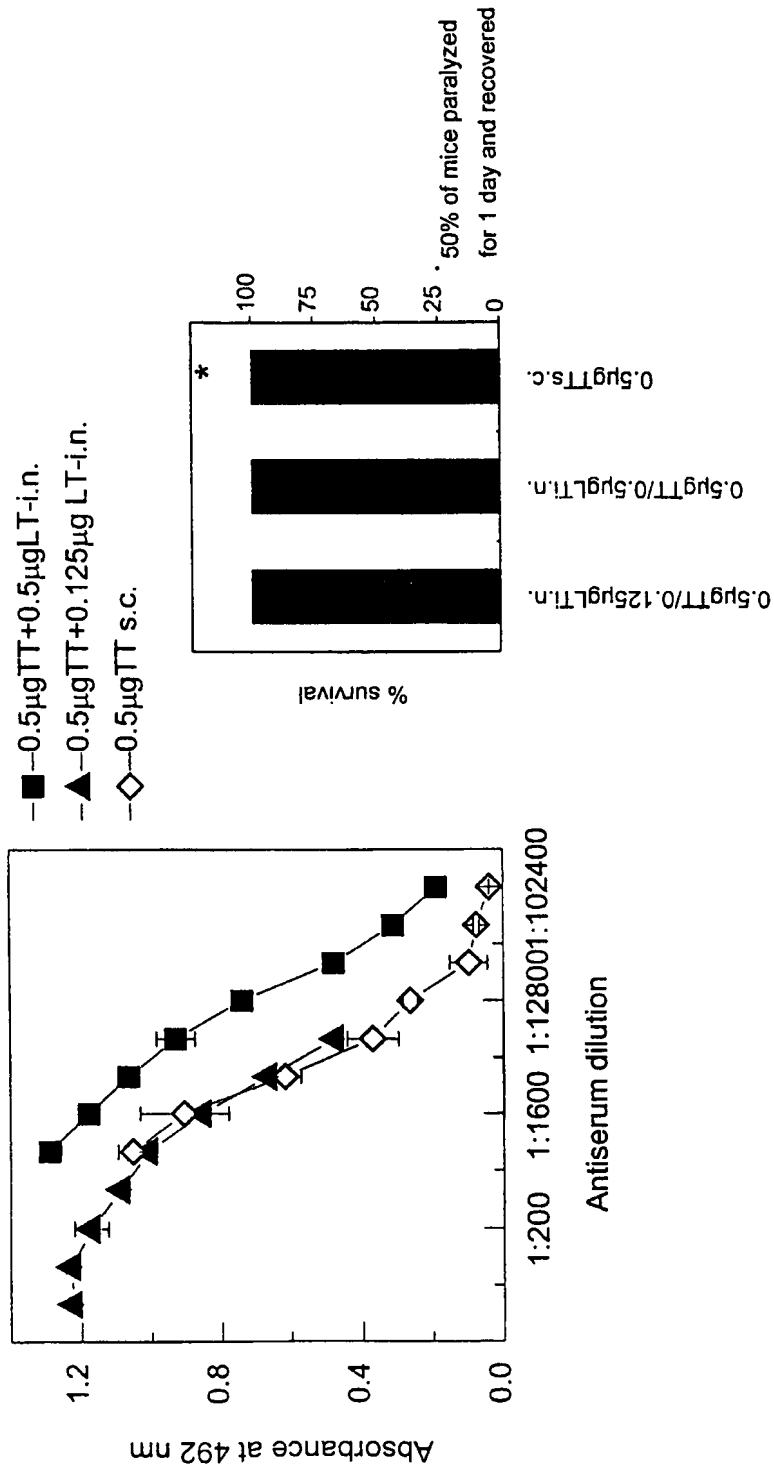 —0.5µgTT+0.5µgLT-i.n.
—0.5µgTT+0.125µg LT-i.n.
—0.5µgTT s.c.
1.2
0.8
0.4
0.0
Absorbance at 492 nm
1:200
1:1600
1:12800
1:102400
Antiserum dilution
% survival
100
75
50
25
0
*
* 50% of mice paralyzed
for 1 day and recovered
0.5µgTT/0.125µgLTi.n.
0.5µgTT/0.5µgLTi.n.
0.5µgTTs.c.